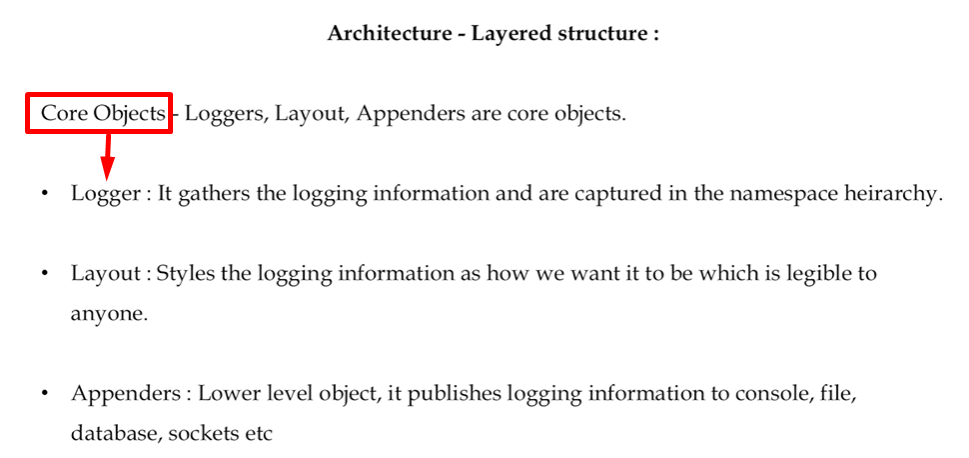 Architecture - Layered structure :
Core Objects - Loggers, Layout, Appenders are core objects.
• Logger : It gathers the logging information and are captured in the namespace heirarchy.
• Layout : Styles the logging information as how we want it to be which is legible to
anyone.
• Appenders : Lower level object, it publishes logging information to console, file,
database, sockets etc